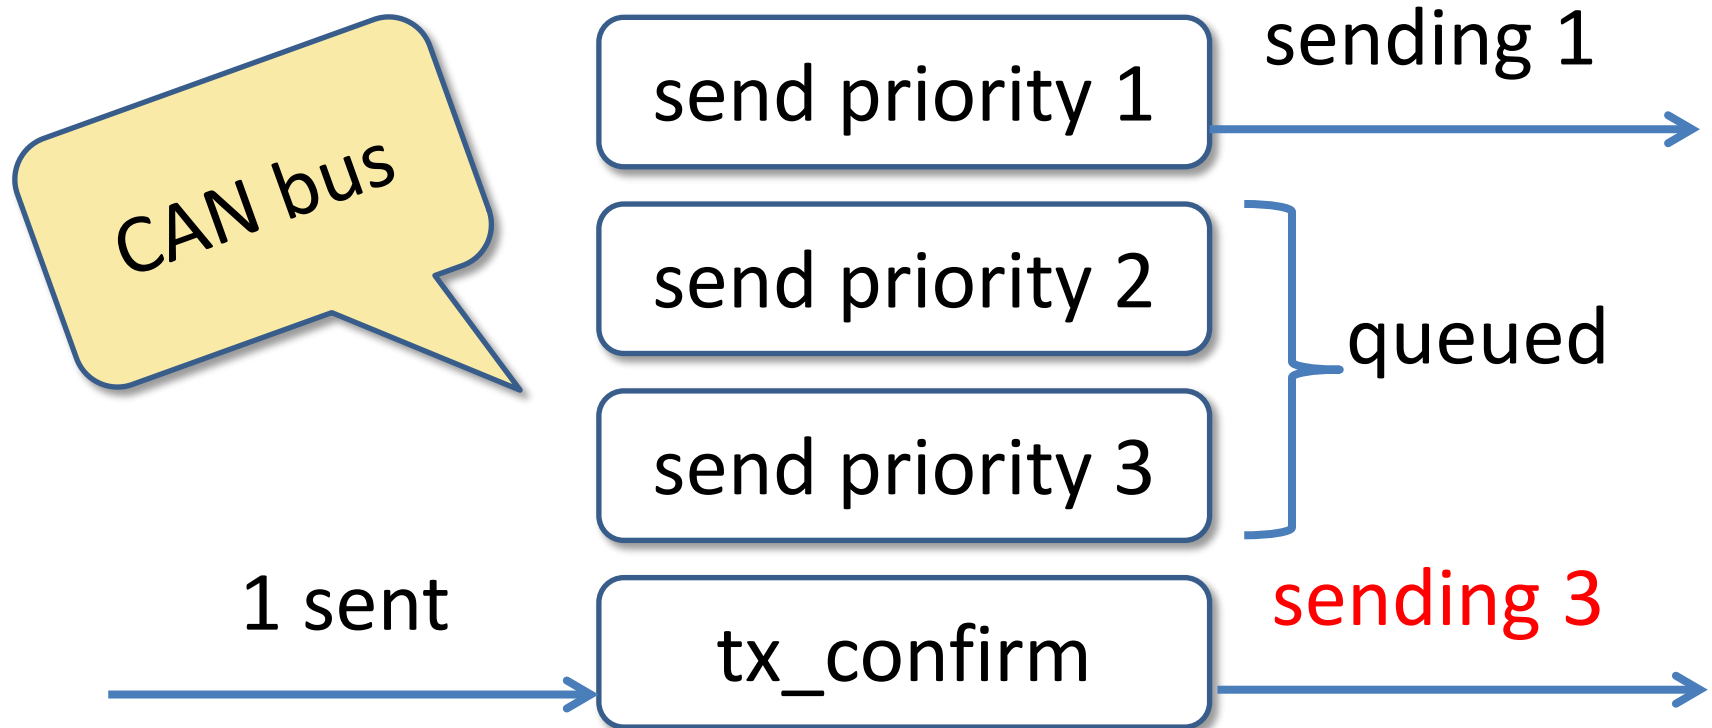 sending 1
send priority 1
CAN bus
send priority 2
queued
send priority 3
1 sent
sending 3
tx_confirm